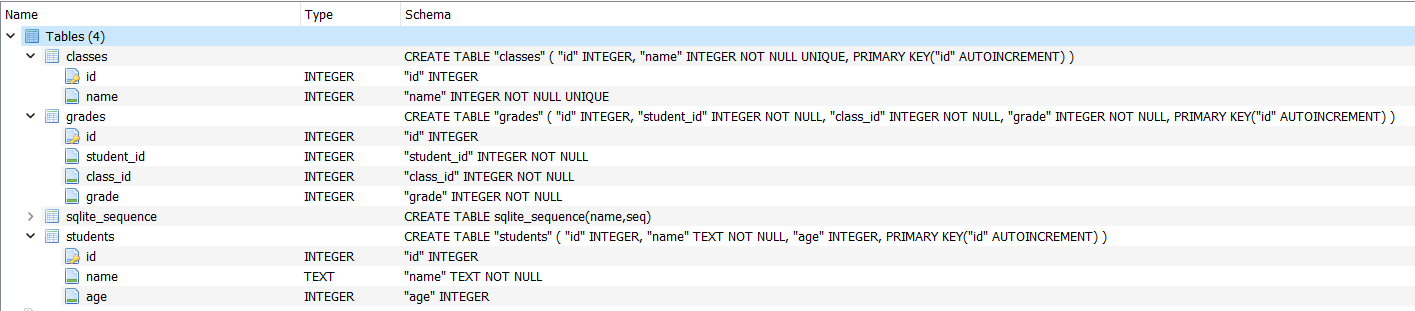 Name Type Schema
Tables (4)
classes CREATE TABLE "classes" ( "id" INTEGER, "name" INTEGER NOT NULL UNIQUE, PRIMARY KEY("id" AUTOINCREMENT) )
id INTEGER "id" INTEGER
name INTEGER "name" INTEGER NOT NULL UNIQUE
grades CREATE TABLE "grades" ( "id" INTEGER, "student_id" INTEGER NOT NULL, "class_id" INTEGER NOT NULL, "grade" INTEGER NOT NULL, PRIMARY KEY("id" AUTOINCREMENT) )
id INTEGER "id" INTEGER
student_id INTEGER "student_id" INTEGER NOT NULL
class_id INTEGER "class_id" INTEGER NOT NULL
grade INTEGER "grade" INTEGER NOT NULL
sqlite_sequence CREATE TABLE sqlite_sequence(name,seq)
students CREATE TABLE "students" ( "id" INTEGER, "name" TEXT NOT NULL, "age" INTEGER, PRIMARY KEY("id" AUTOINCREMENT) )
id INTEGER "id" INTEGER
name TEXT "name" TEXT NOT NULL
age INTEGER "age" INTEGER